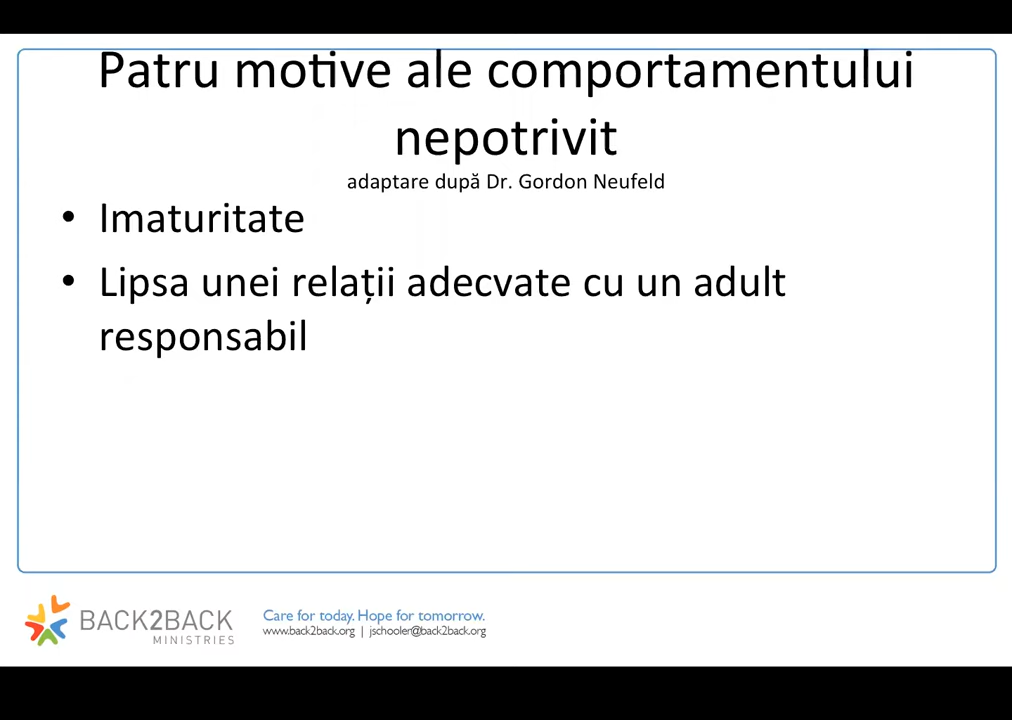 Patru motive ale comportamentului
nepotrivit
adaptare după Dr. Gordon Neufeld
• Imaturitate
• Lipsa unei relații adecvate cu un adult
responsabil
BACK2BACK
MINISTRIES
Care for today. Hope for tomorrow.
www.back2back.org | jschooler@back2back.org